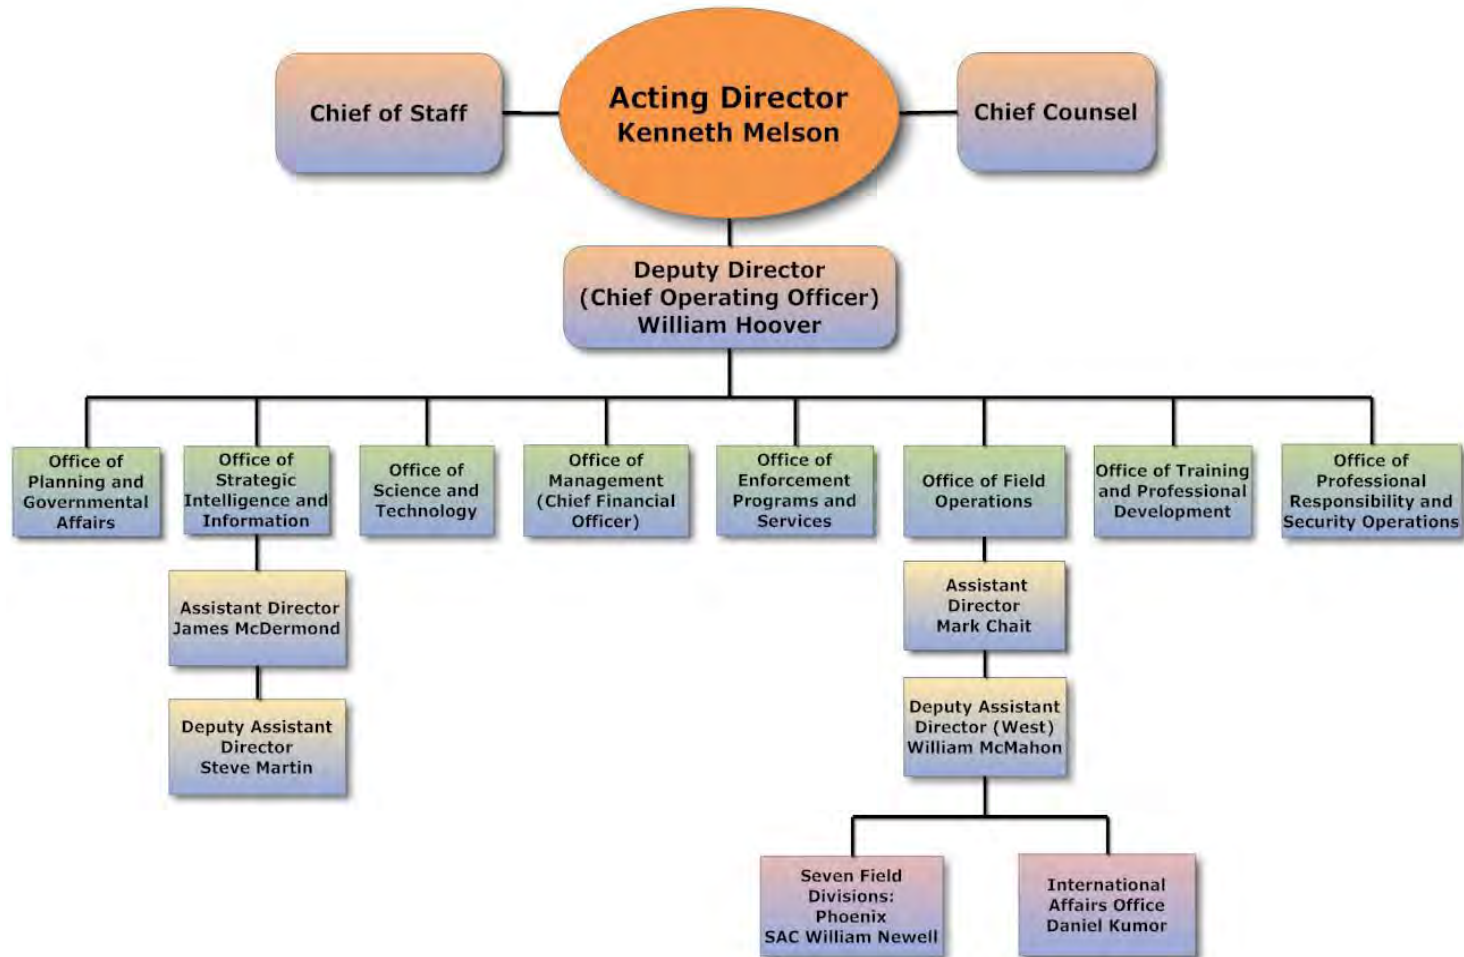 Chief of Staff
Acting Director
Kenneth Melson
Chief Counsel
Deputy Director
(Chief Operating Officer)
William Hoover
Office of
Planning and
Governmental
Affairs
Office of
Strategic
Intelligence and
Information
Office of
Science and
Technology
Office of
Management
(Chief Financial
Officer)
Office of
Enforcement
Programs and
Services
Office of Field
Operations
Office of Training
and Professional
Development
Office of
Professional
Responsibility and
Security Operations
Assistant Director
James McDermond
Deputy Assistant
Director
Steve Martin
Assistant
Director
Mark Chait
Deputy Assistant
Director (West)
William McMahon
Seven Field
Divisions:
Phoenix
SAC William Newell
International
Affairs Office
Daniel Kumor